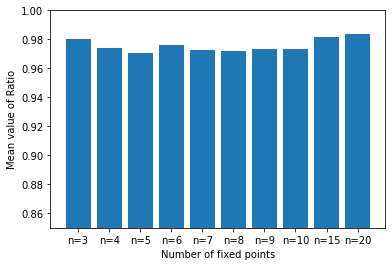 1.00
0.98
0.96
0.94
0.92
0.90
0.88
0.86
Mean value of Ratio
n=3 n=4 n=5 n=6 n=7 n=8 n=9 n=10 n=15 n=20
Number of fixed points